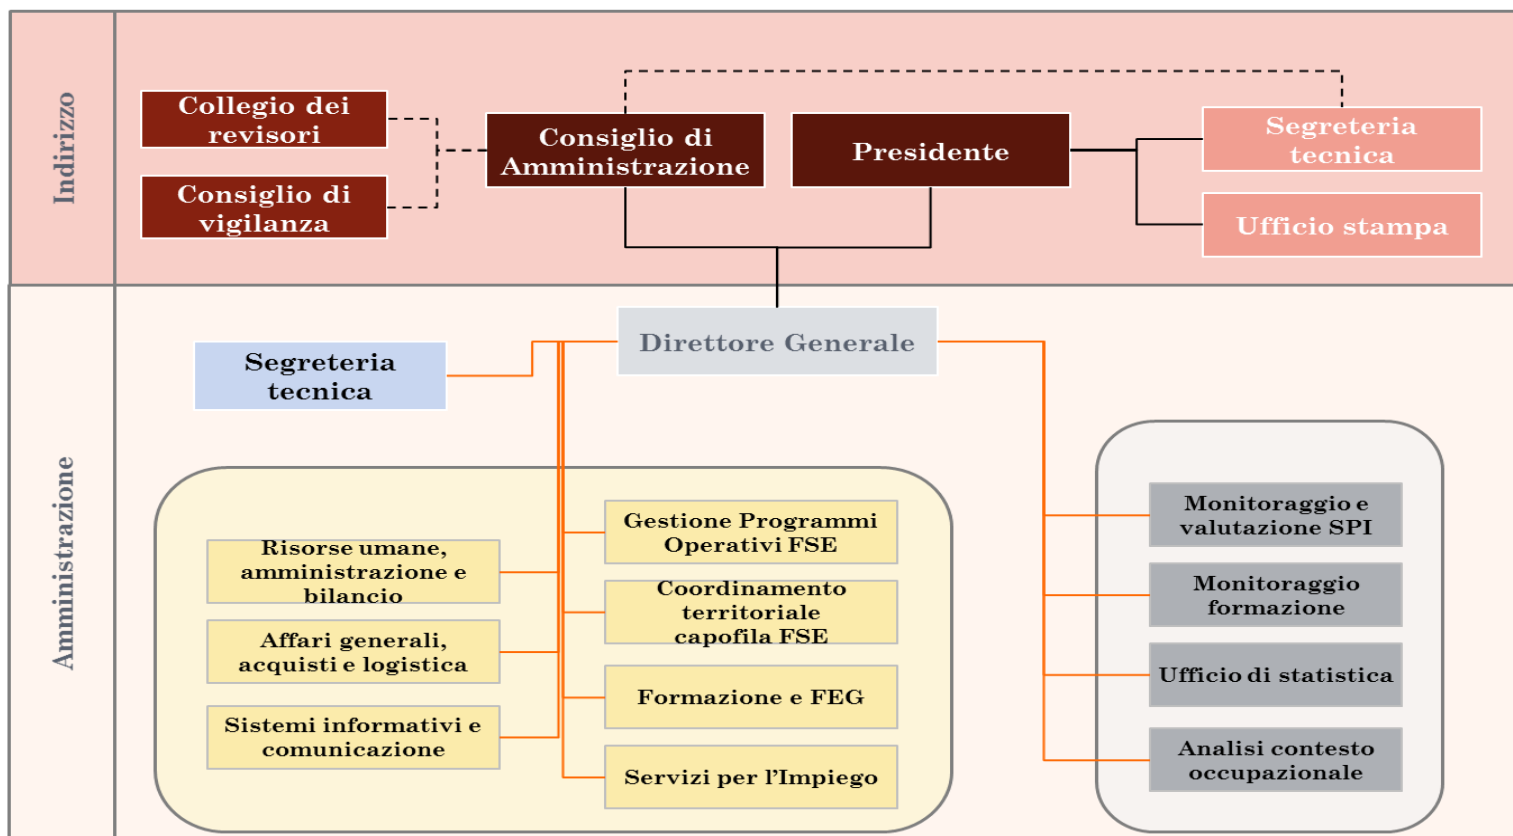 Indirizzo
Collegio dei
revisori
Consiglio di
vigilanza
Consiglio di
Amministrazione
Presidente
Segreteria
tecnica
Ufficio stampa
Amministrazione
Direttore Generale
Segreteria
tecnica
Risorse umane,
amministrazione e
bilancio
Affari generali,
acquisti e logistica
Sistemi informativi e
comunicazione
Gestione Programmi
Operativi FSE
Coordinamento
territoriale
capofila FSE
Formazione e FEG
Servizi per l’Impiego
Monitoraggio e
valutazione SPI
Monitoraggio
formazione
Ufficio di statistica
Analisi contesto
occupazionale